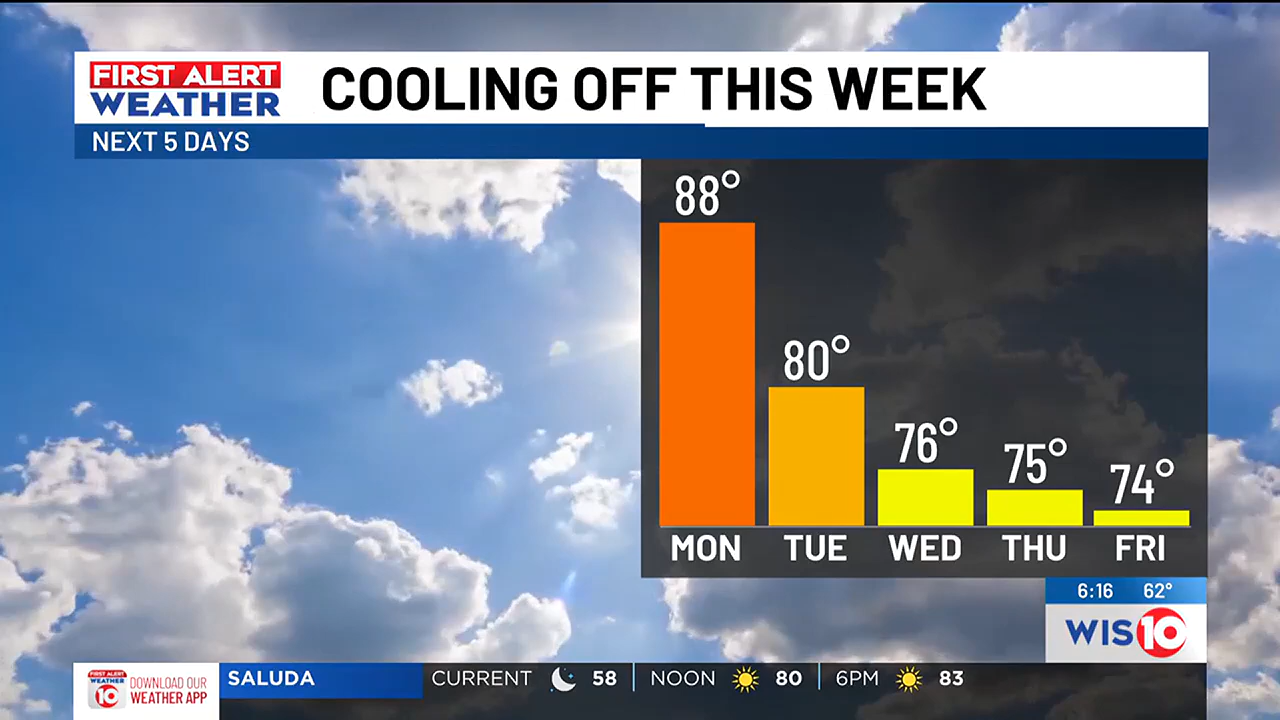 FIRST ALERT
WEATHER
COOLING OFF THIS WEEK
NEXT 5 DAYS
88° 80° 76° 75° 74°
MON TUE WED THU FRI
6:16 62°
WIS10
FIRST ALERT
WEATHER
10
DOWNLOAD OUR
WEATHER APP
SALUDA CURRENT 58 NOON 80 6PM 83